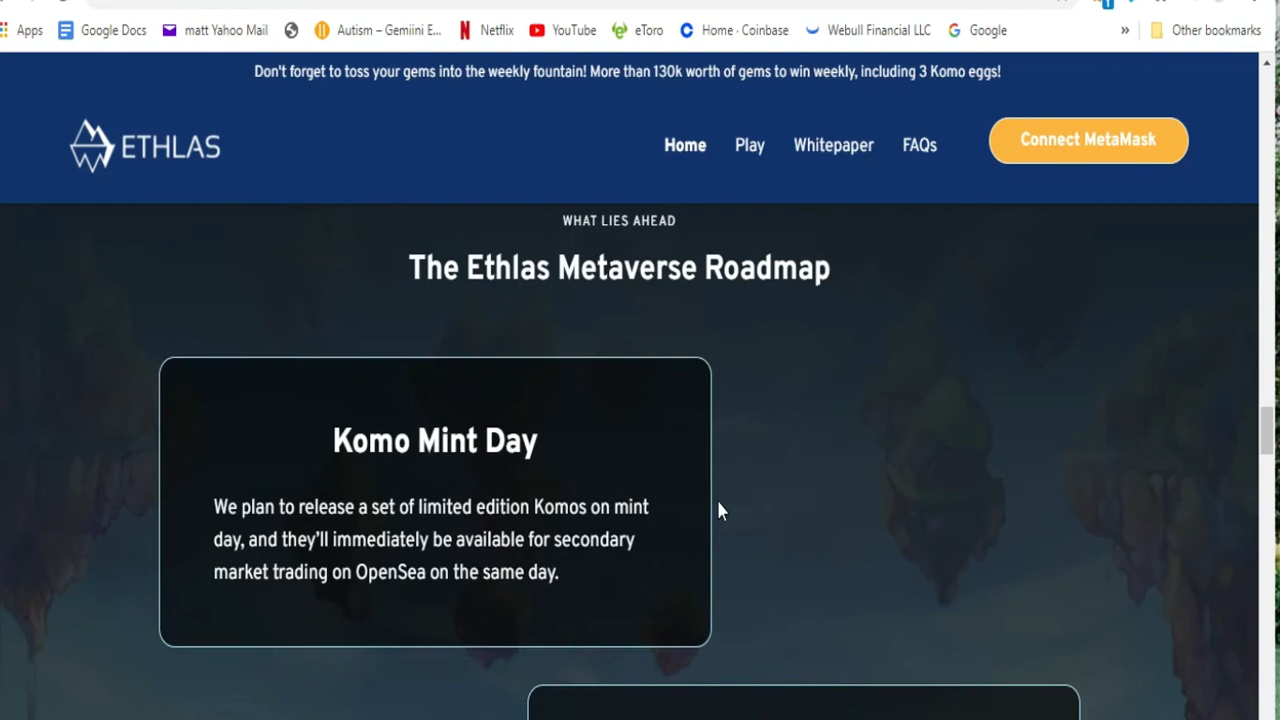 Apps Google Docs matt Yahoo Mail Autism – Gemiini E... Netflix YouTube eToro Home · Coinbase Webull Financial LLC Google » Other bookmarks
Don't forget to toss your gems into the weekly fountain! More than 130k worth of gems to win weekly, including 3 Komo eggs!
ETHLAS Home Play Whitepaper FAQs Connect MetaMask
WHAT LIES AHEAD
The Ethlas Metaverse Roadmap
Komo Mint Day
We plan to release a set of limited edition Komos on mint
day, and they'll immediately be available for secondary
market trading on OpenSea on the same day.